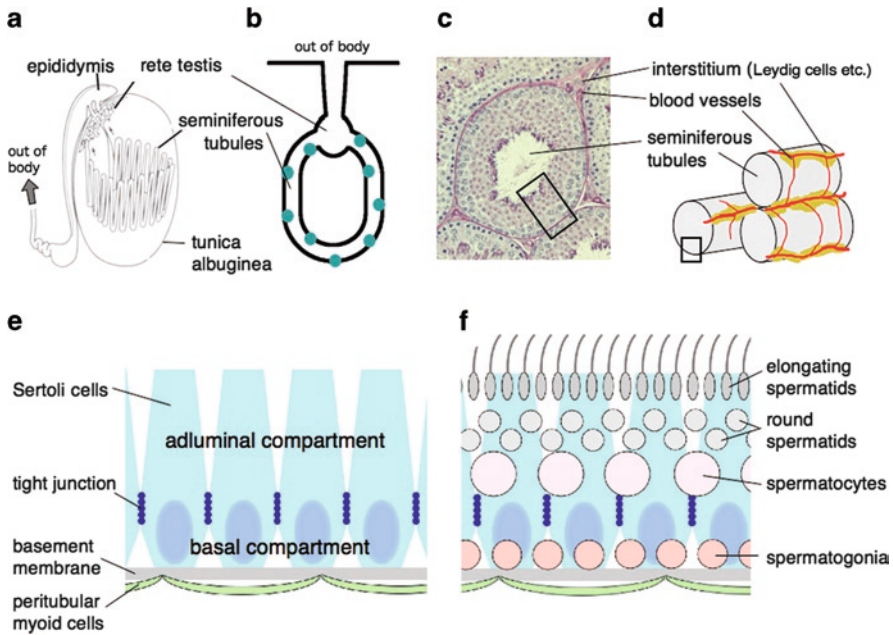 a
epididymis
rete testis
seminiferous
tubules
out of
body
tunica
albuginea
b
out of body
c
d
interstitium (Leydig cells etc.)
blood vessels
seminiferous
tubules
e
Sertoli cells
adluminal compartment
tight junction
basal compartment
basement
membrane
peritubular
myoid cells
f
elongating
spermatids
round
spermatids
spermatocytes
spermatogonia